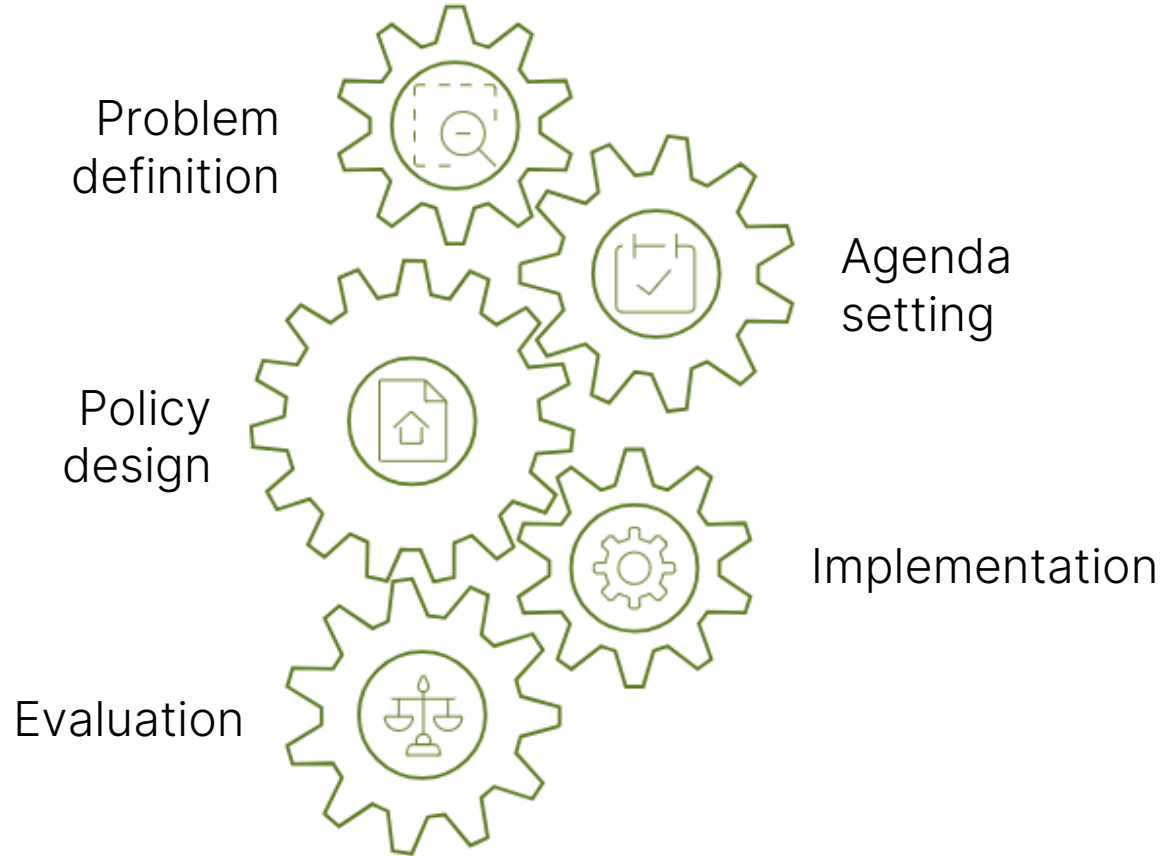 Problem
definition
Agenda
setting
Policy
design
Implementation
Evaluation